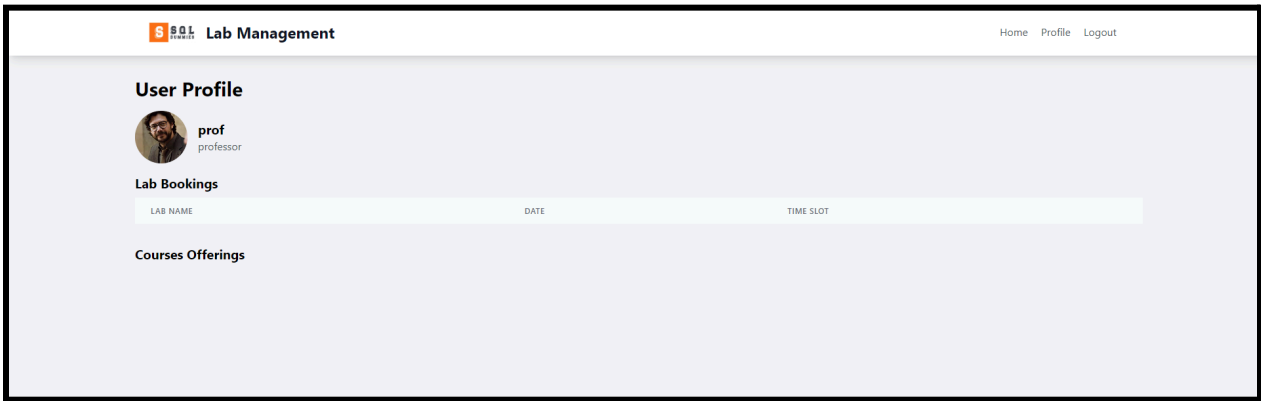 S SQL DUMMIES Lab Management Home Profile Logout
User Profile
prof
professor
Lab Bookings
LAB NAME DATE TIME SLOT
Courses Offerings